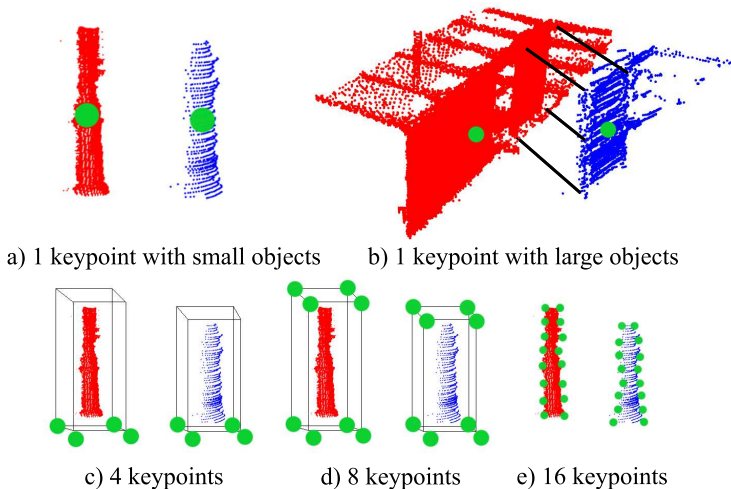 a) 1 keypoint with small objects
b) 1 keypoint with large objects
c) 4 keypoints
d) 8 keypoints
e) 16 keypoints